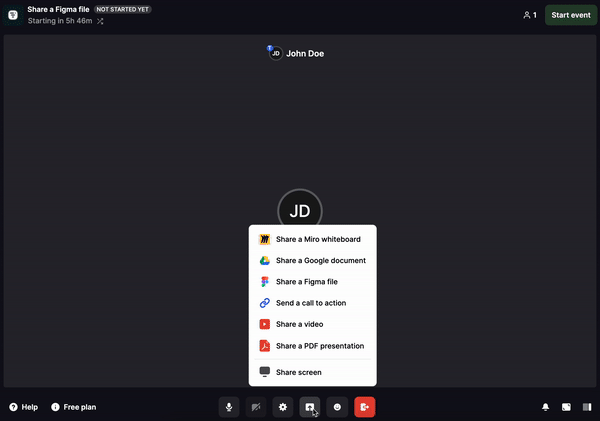 Share a Figma file NOT STARTED YET
Starting in 5h 46m
1
Start event
JD John Doe
JD
Share a Miro whiteboard
Share a Google document
Share a Figma file
Send a call to action
Share a video
Share a PDF presentation
Share screen
Help
Free plan